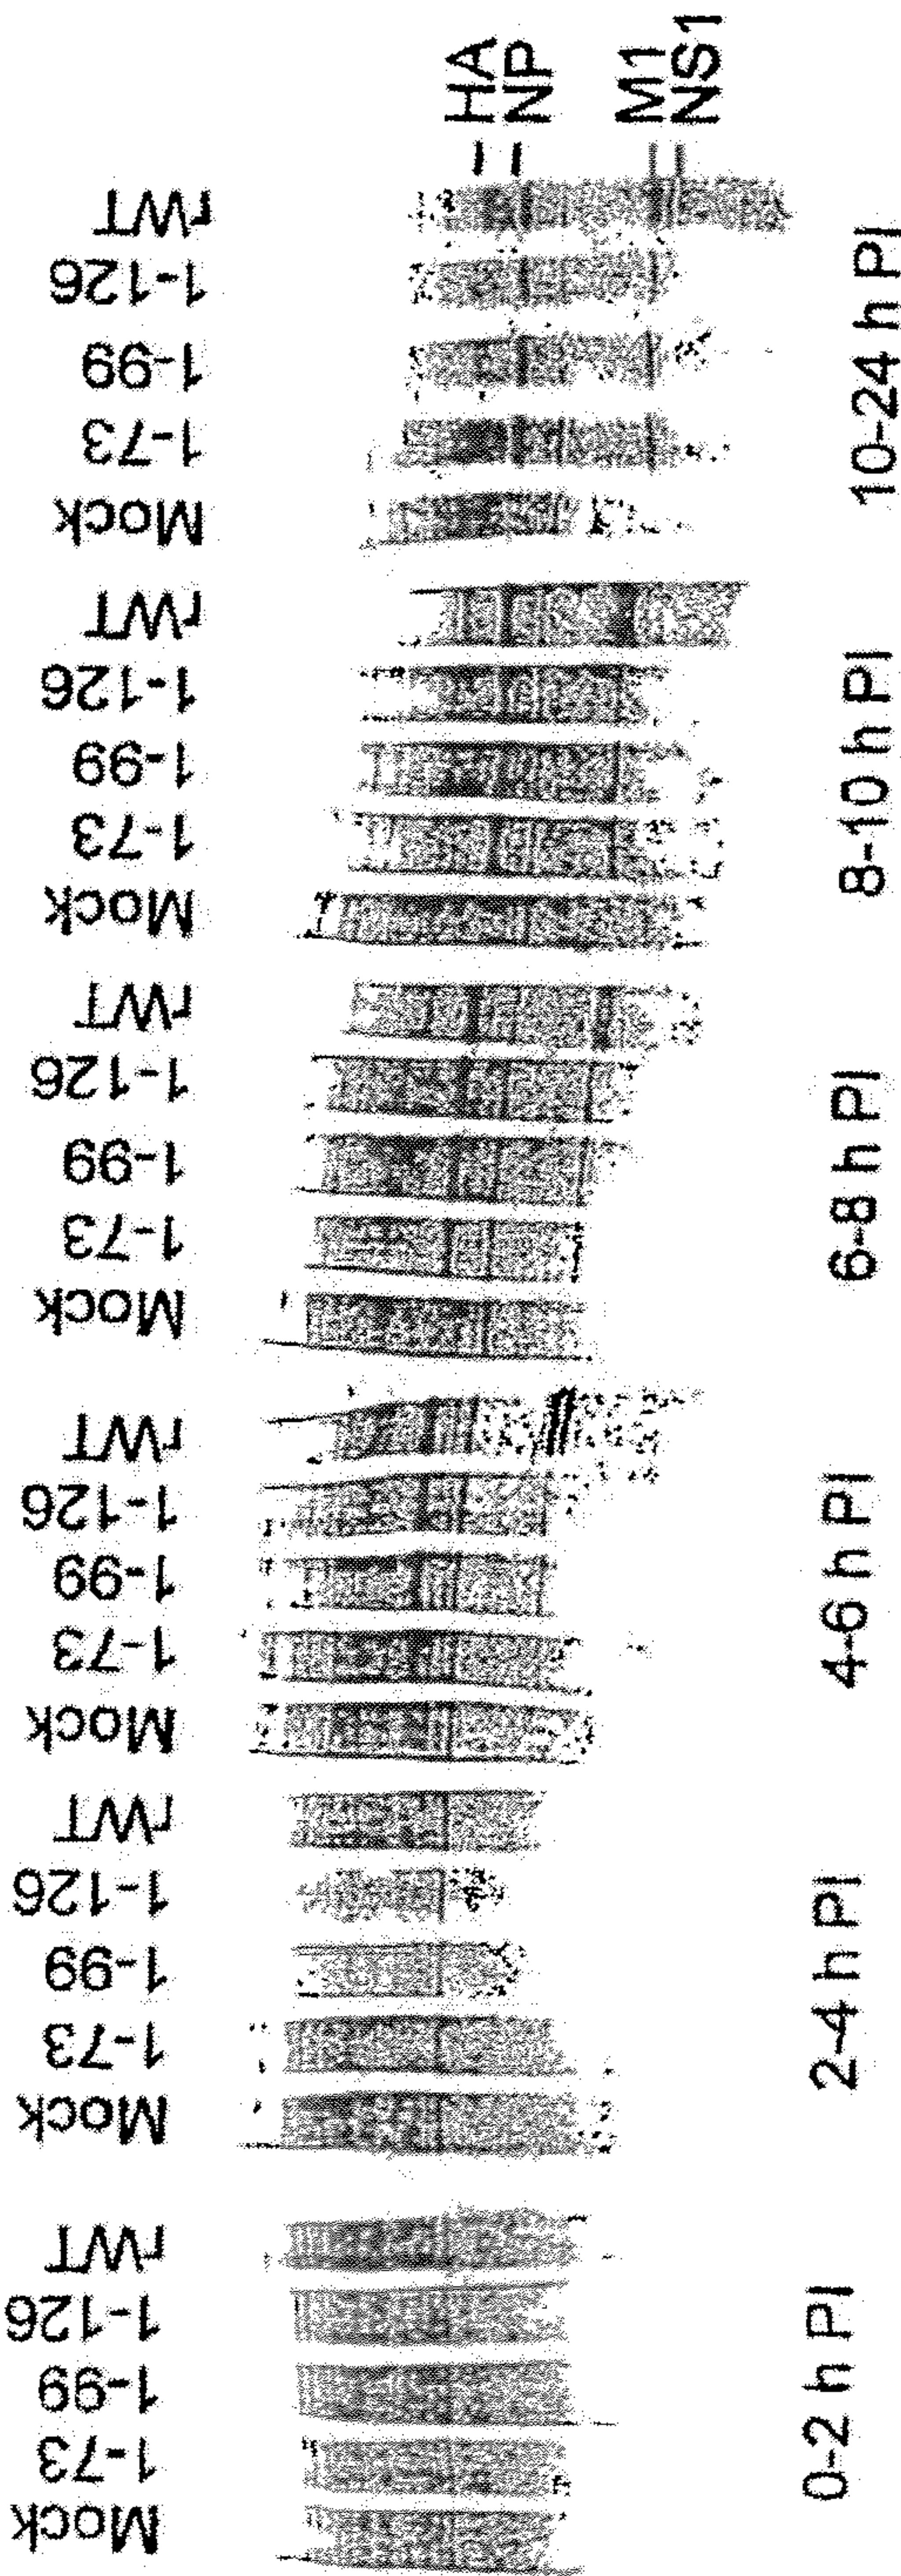 Mock
1-73
1-99
1-126
rWT
Mock
1-73
1-99
1-126
rWT
Mock
1-73
1-99
1-126
rWT
Mock
1-73
1-99
1-126
rWT
Mock
1-73
1-99
1-126
rWT
Mock
1-73
1-99
1-126
rWT
HA
NP
M1
NS1
0-2 h PI
2-4 h PI
4-6 h PI
6-8 h PI
8-10 h PI
10-24 h PI